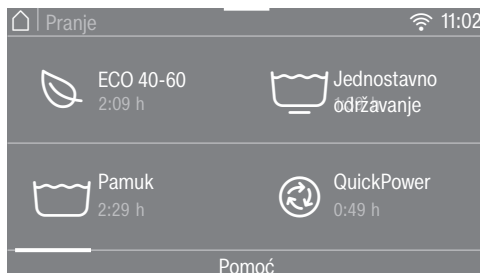 Pranje
11:02
ECO 40-60
2:09 h
Jednostavno
održavanje
Pamuk
2:29 h
QuickPower
0:49 h
Pomoć